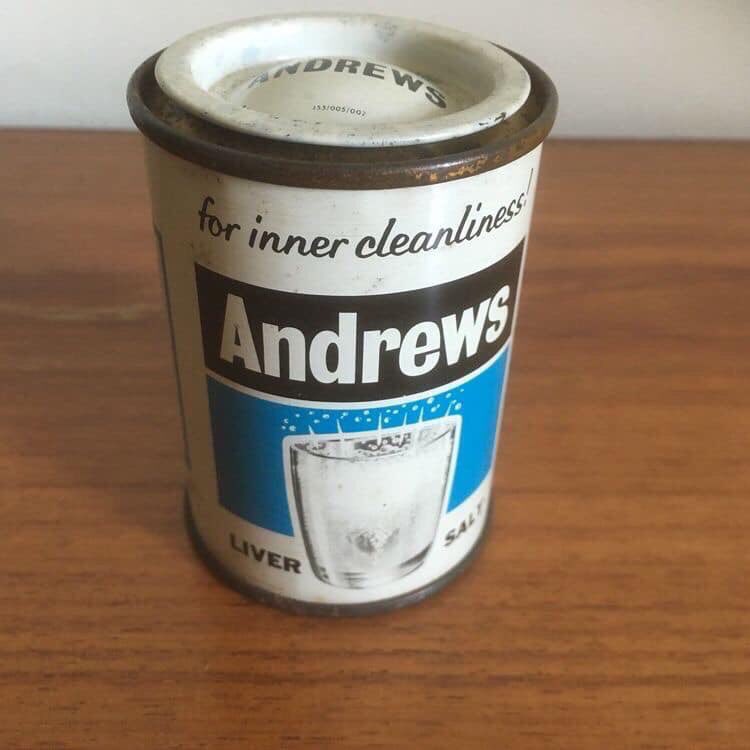 ANDREWS
for inner cleanliness!
Andrews
LIVER SALT